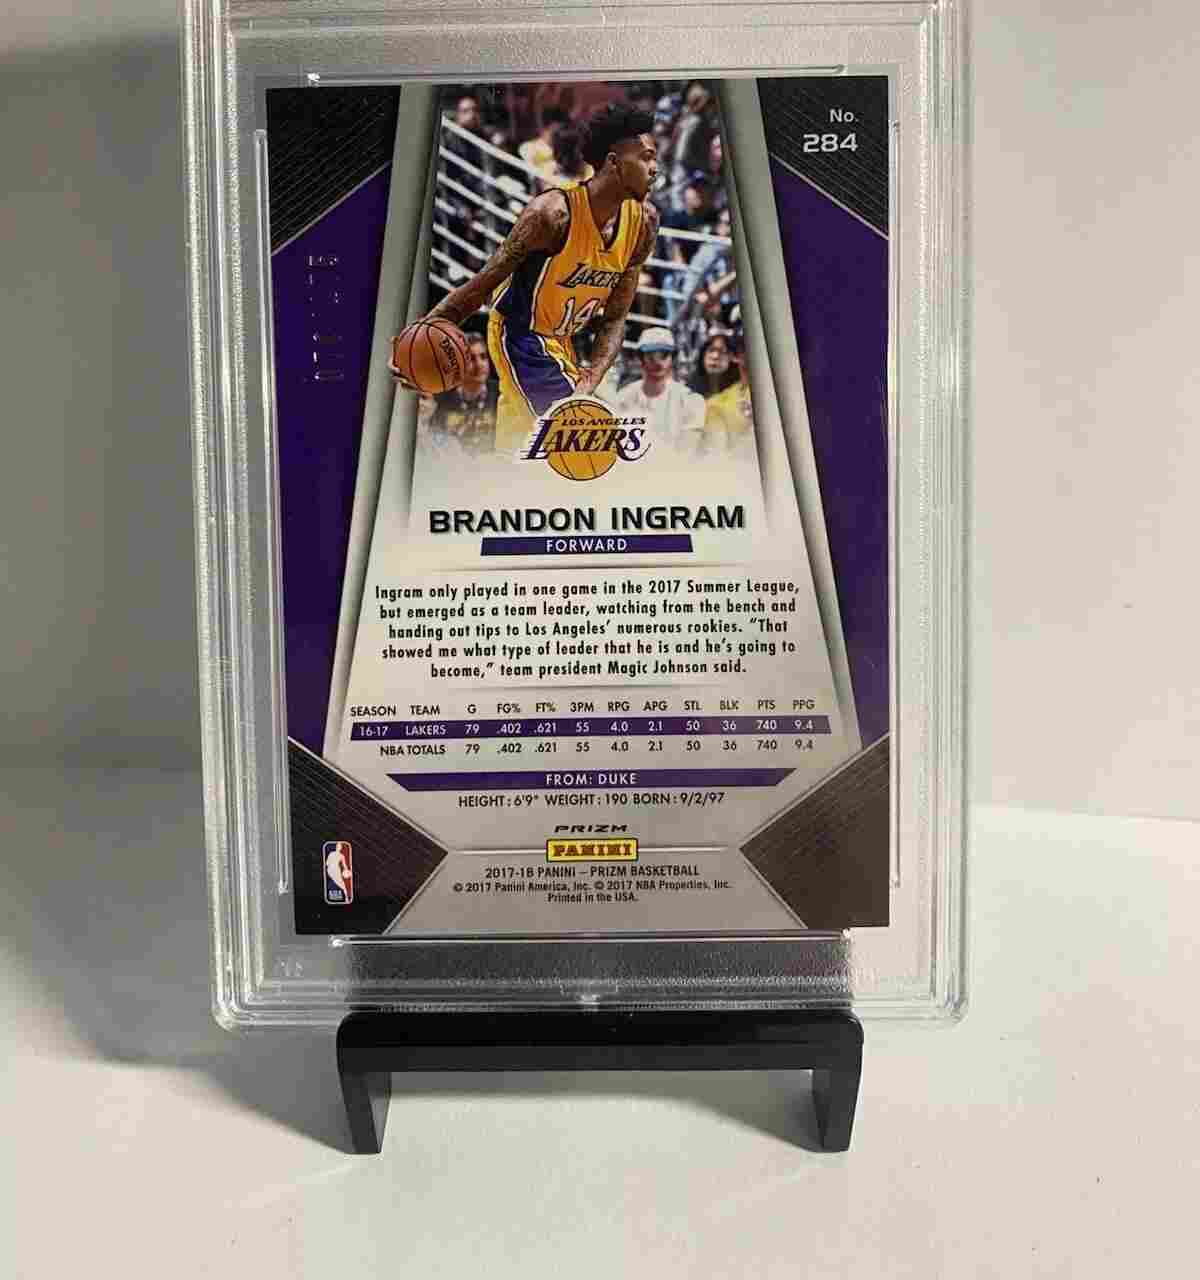 No.
284
LAKERS
14
LOS ANGELES
LAKERS
BRANDON INGRAM
FORWARD
Ingram only played in one game in the 2017 Summer League,
but emerged as a team leader, watching from the bench and
handing out tips to Los Angeles' numerous rookies. "That
showed me what type of leader that he is and he's going to
become," team president Magic Johnson said.
SEASON TEAM G FG% FT% 3PM RPG APG STL BLK PTS PPG
16-17 LAKERS 79 .402 .621 55 4.0 2.1 50 36 740 9.4
NBA TOTALS 79 .402 .621 55 4.0 2.1 50 36 740 9.4
FROM: DUKE
HEIGHT: 6'9" WEIGHT: 190 BORN: 9/2/97
PRIZM
PANINI
NBA
2017-18 PANINI – PRIZM BASKETBALL
© 2017 Panini America, Inc. © 2017 NBA Properties, Inc.
Printed in the USA.